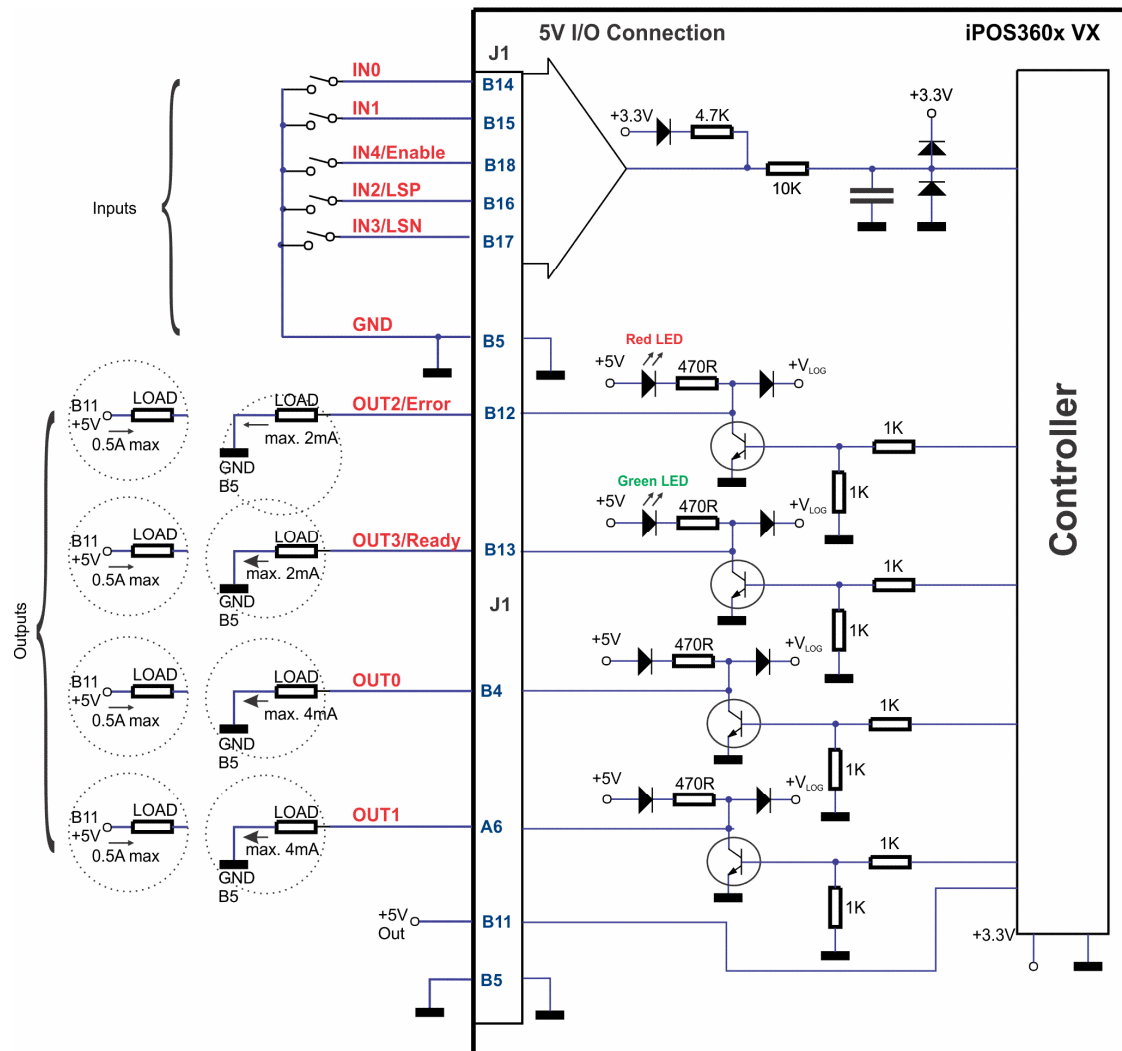 5V I/O Connection
iPOS360x VX
J1
IN0
B14
IN1
B15
IN4/Enable
B18
IN2/LSP
B16
IN3/LSN
B17
Inputs
+3.3V
4.7K
10K
+3.3V
GND
B5
Controller
Outputs
B11
+5V
LOAD
0.5A max
LOAD
max. 2mA
GND
B5
OUT2/Error
B12
Red LED
+5V
470R
+VLOG
1K
1K
B11
+5V
LOAD
0.5A max
LOAD
max. 2mA
GND
B5
OUT3/Ready
B13
Green LED
+5V
470R
+VLOG
1K
1K
J1
B11
+5V
LOAD
0.5A max
LOAD
max. 4mA
GND
B5
OUT0
B4
+5V
470R
+VLOG
1K
1K
B11
+5V
LOAD
0.5A max
LOAD
max. 4mA
GND
B5
OUT1
A6
+5V
470R
+VLOG
1K
1K
+5V
Out
B11
+3.3V
B5